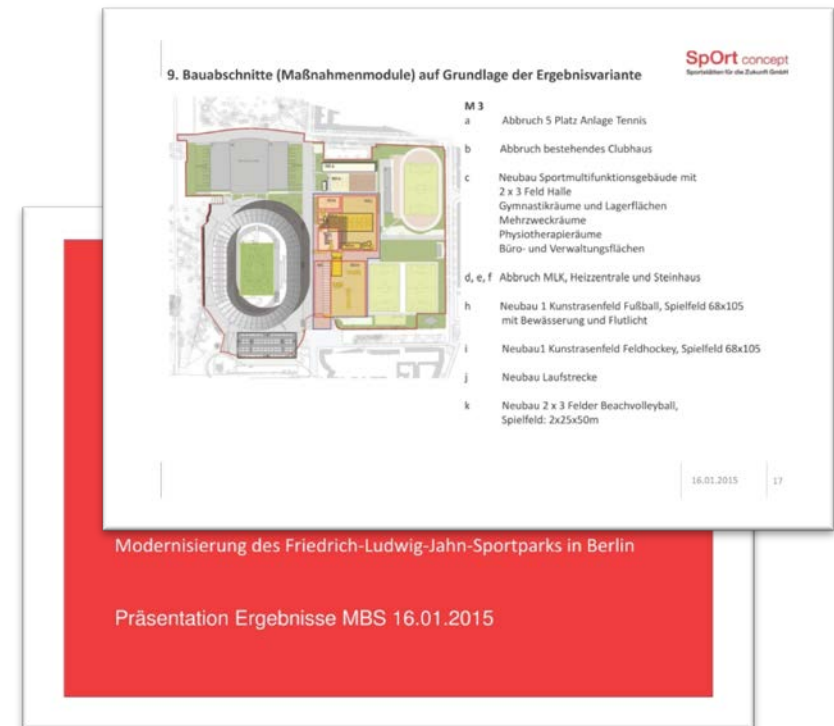 SpOrt concept
Sportstätten für die Zukunft GmbH
9. Bauabschnitte (Maßnahmenmodule) auf Grundlage der Ergebnisvariante
M 3
a Abbruch 5 Platz Anlage Tennis
b Abbruch bestehendes Clubhaus
c Neubau Sportmultifunktionsgebäude mit
2 x 3 Feld Halle
Gymnastikräume und Lagerflächen
Mehrzweckräume
Physiotherapieräume
Büro- und Verwaltungsflächen
d, e, f Abbruch MLK, Heizzentrale und Steinhaus
h Neubau 1 Kunstrasenfeld Fußball, Spielfeld 68x105
mit Bewässerung und Flutlicht
i Neubau1 Kunstrasenfeld Feldhockey, Spielfeld 68x105
j Neubau Laufstrecke
k Neubau 2 x 3 Felder Beachvolleyball,
Spielfeld: 2x25x50m
16.01.2015 17
Modernisierung des Friedrich-Ludwig-Jahn-Sportparks in Berlin
Präsentation Ergebnisse MBS 16.01.2015